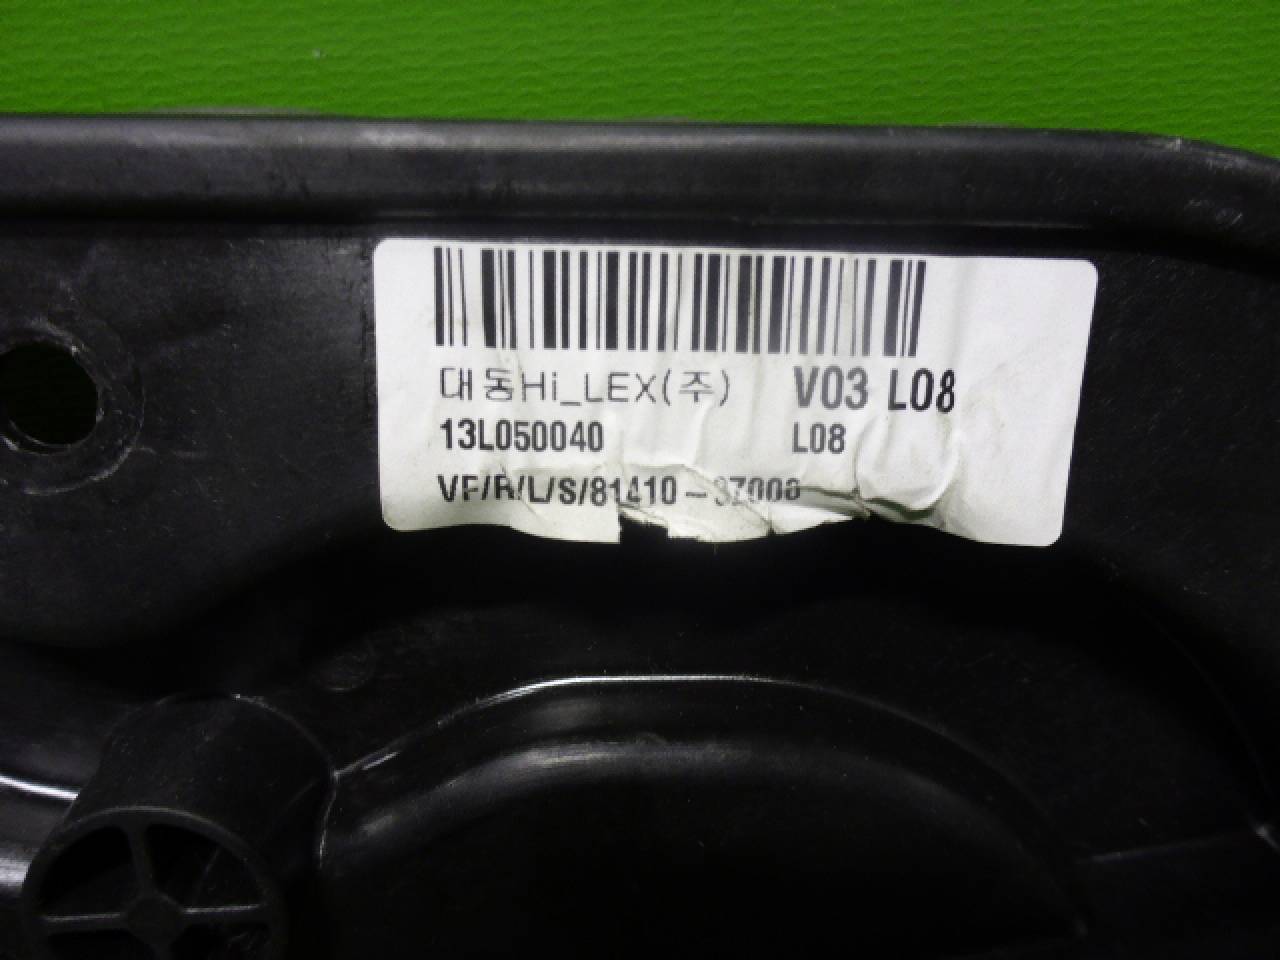 대동Hi_LEX(주) V03 L08
13L050040 L08
VF/R/L/S/81410-3Z000